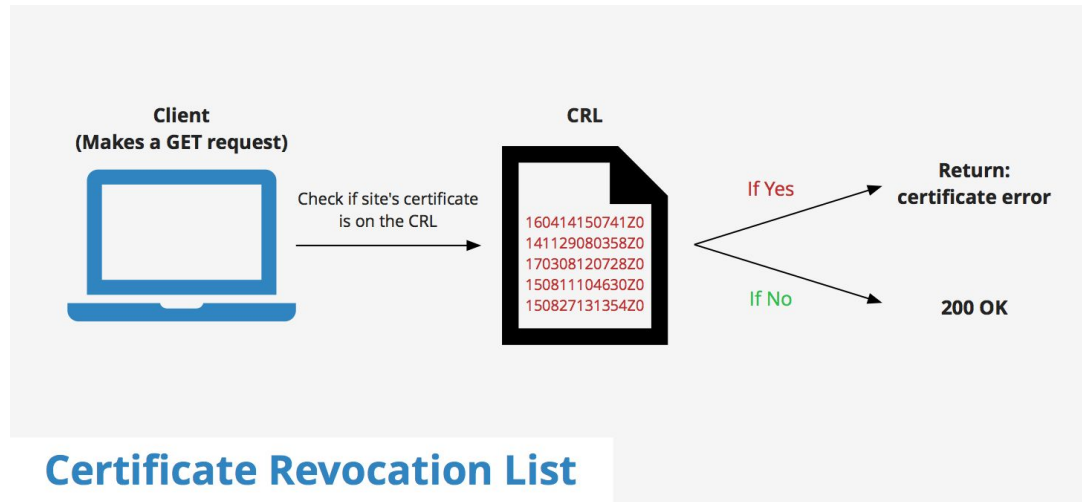 Client
(Makes a GET request)
Check if site's certificate
is on the CRL
CRL
160414150741Z0
141129080358Z0
170308120728Z0
150811104630Z0
150827131354Z0
If Yes
Return:
certificate error
If No
200 OK
Certificate Revocation List